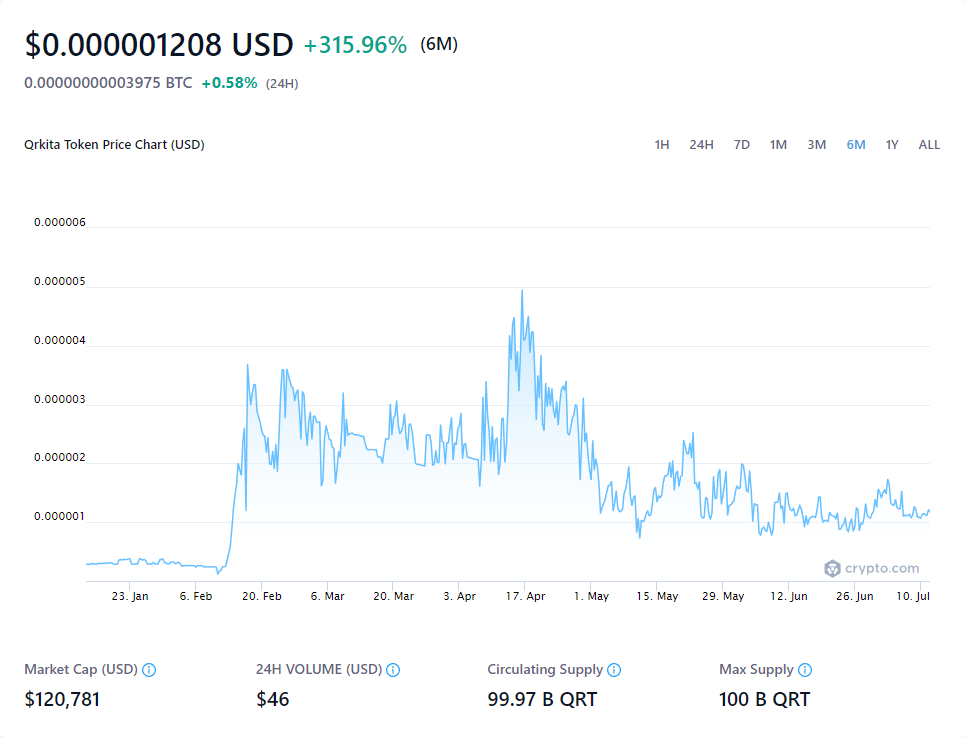 $0.000001208 USD +315.96% (6M)
0.00000000003975 BTC +0.58% (24H)
Qrkita Token Price Chart (USD) 1H 24H 7D 1M 3M 6M 1Y ALL
0.000006
0.000005
0.000004
0.000003
0.000002
0.000001
crypto.com
23. Jan 6. Feb 20. Feb 6. Mar 20. Mar 3. Apr 17. Apr 1. May 15. May 29. May 12. Jun 26. Jun 10. Jul
Market Cap (USD) 24H VOLUME (USD) Circulating Supply Max Supply
$120,781 $46 99.97 B QRT 100 B QRT